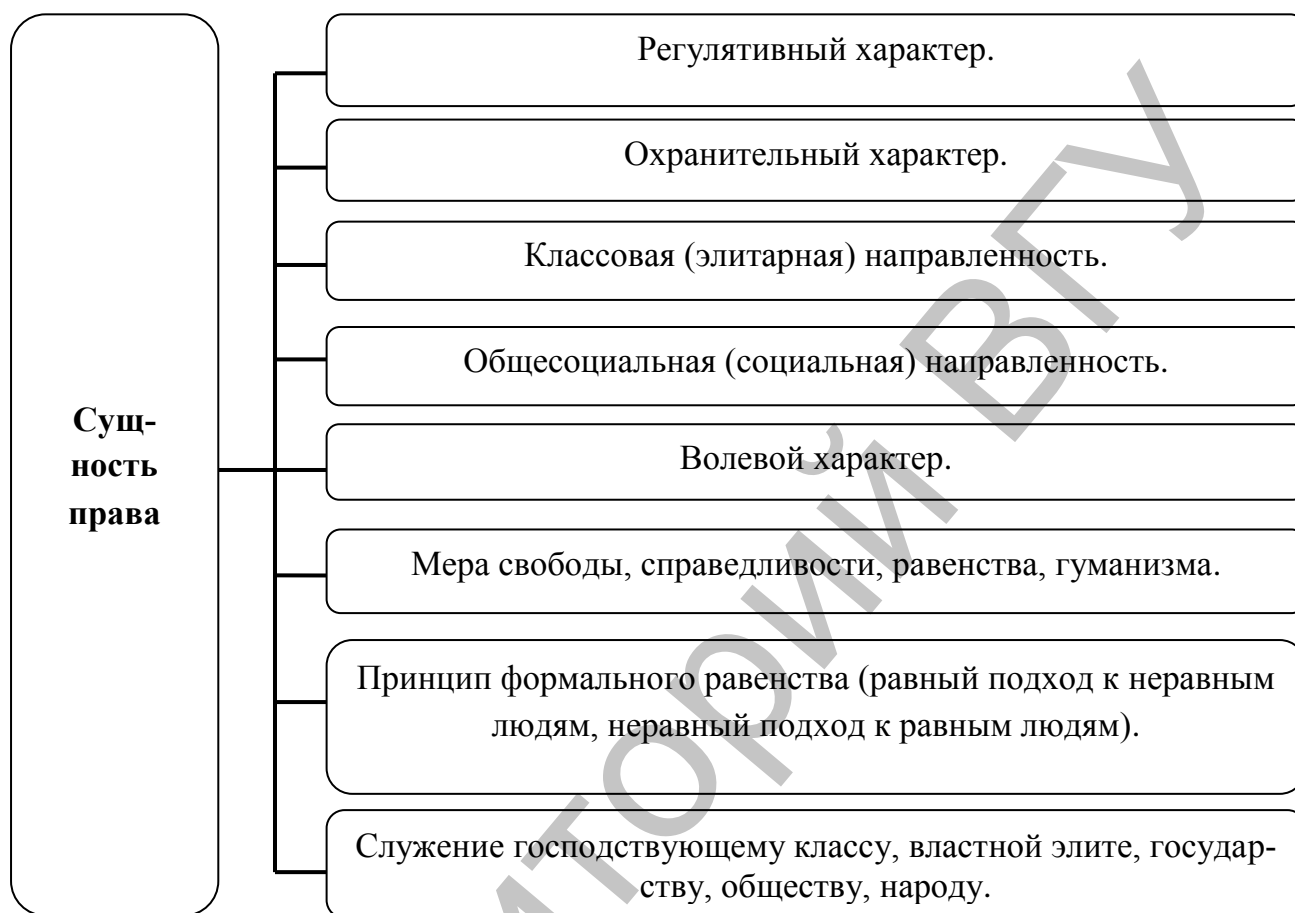 Сущ-
ность
права
Регулятивный характер.
Охранительный характер.
Классовая (элитарная) направленность.
Общесоциальная (социальная) направленность.
Волевой характер.
Мера свободы, справедливости, равенства, гуманизма.
Принцип формального равенства (равный подход к неравным
людям, неравный подход к равным людям).
Служение господствующему классу, властной элите, государ-
ству, обществу, народу.
иторий ВГУ